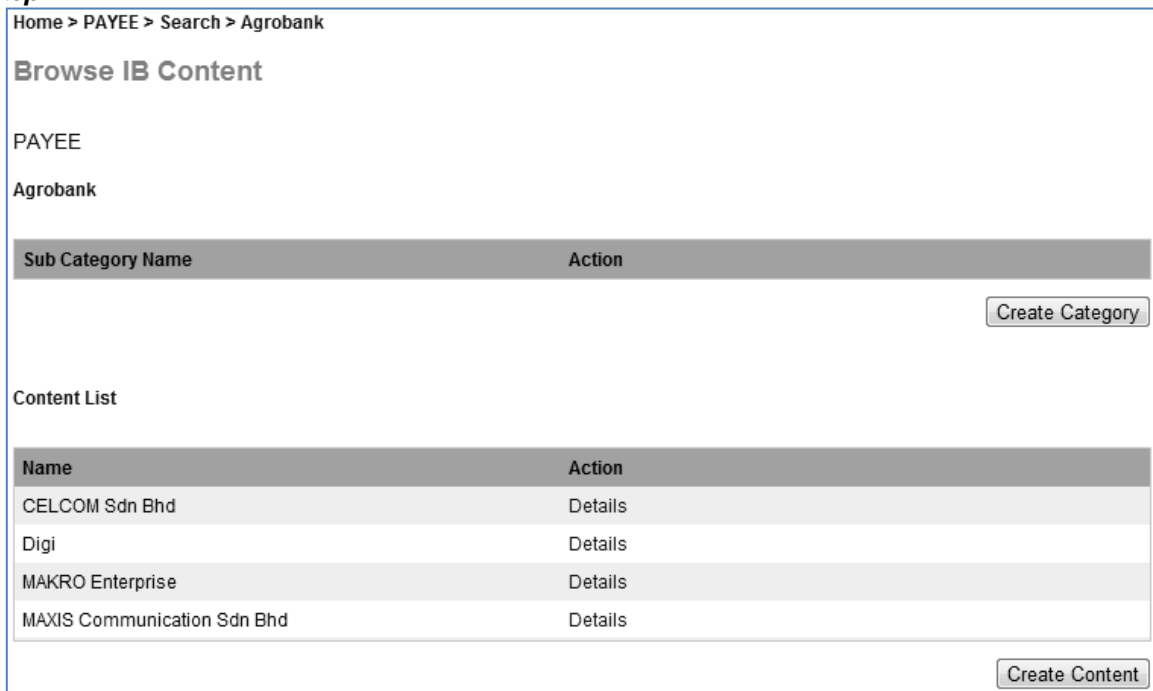 Home > PAYEE > Search > Agrobank
Browse IB Content
PAYEE
Agrobank
Sub Category Name Action
Create Category
Content List
Name Action
CELCOM Sdn Bhd Details
Digi Details
MAKRO Enterprise Details
MAXIS Communication Sdn Bhd Details
Create Content